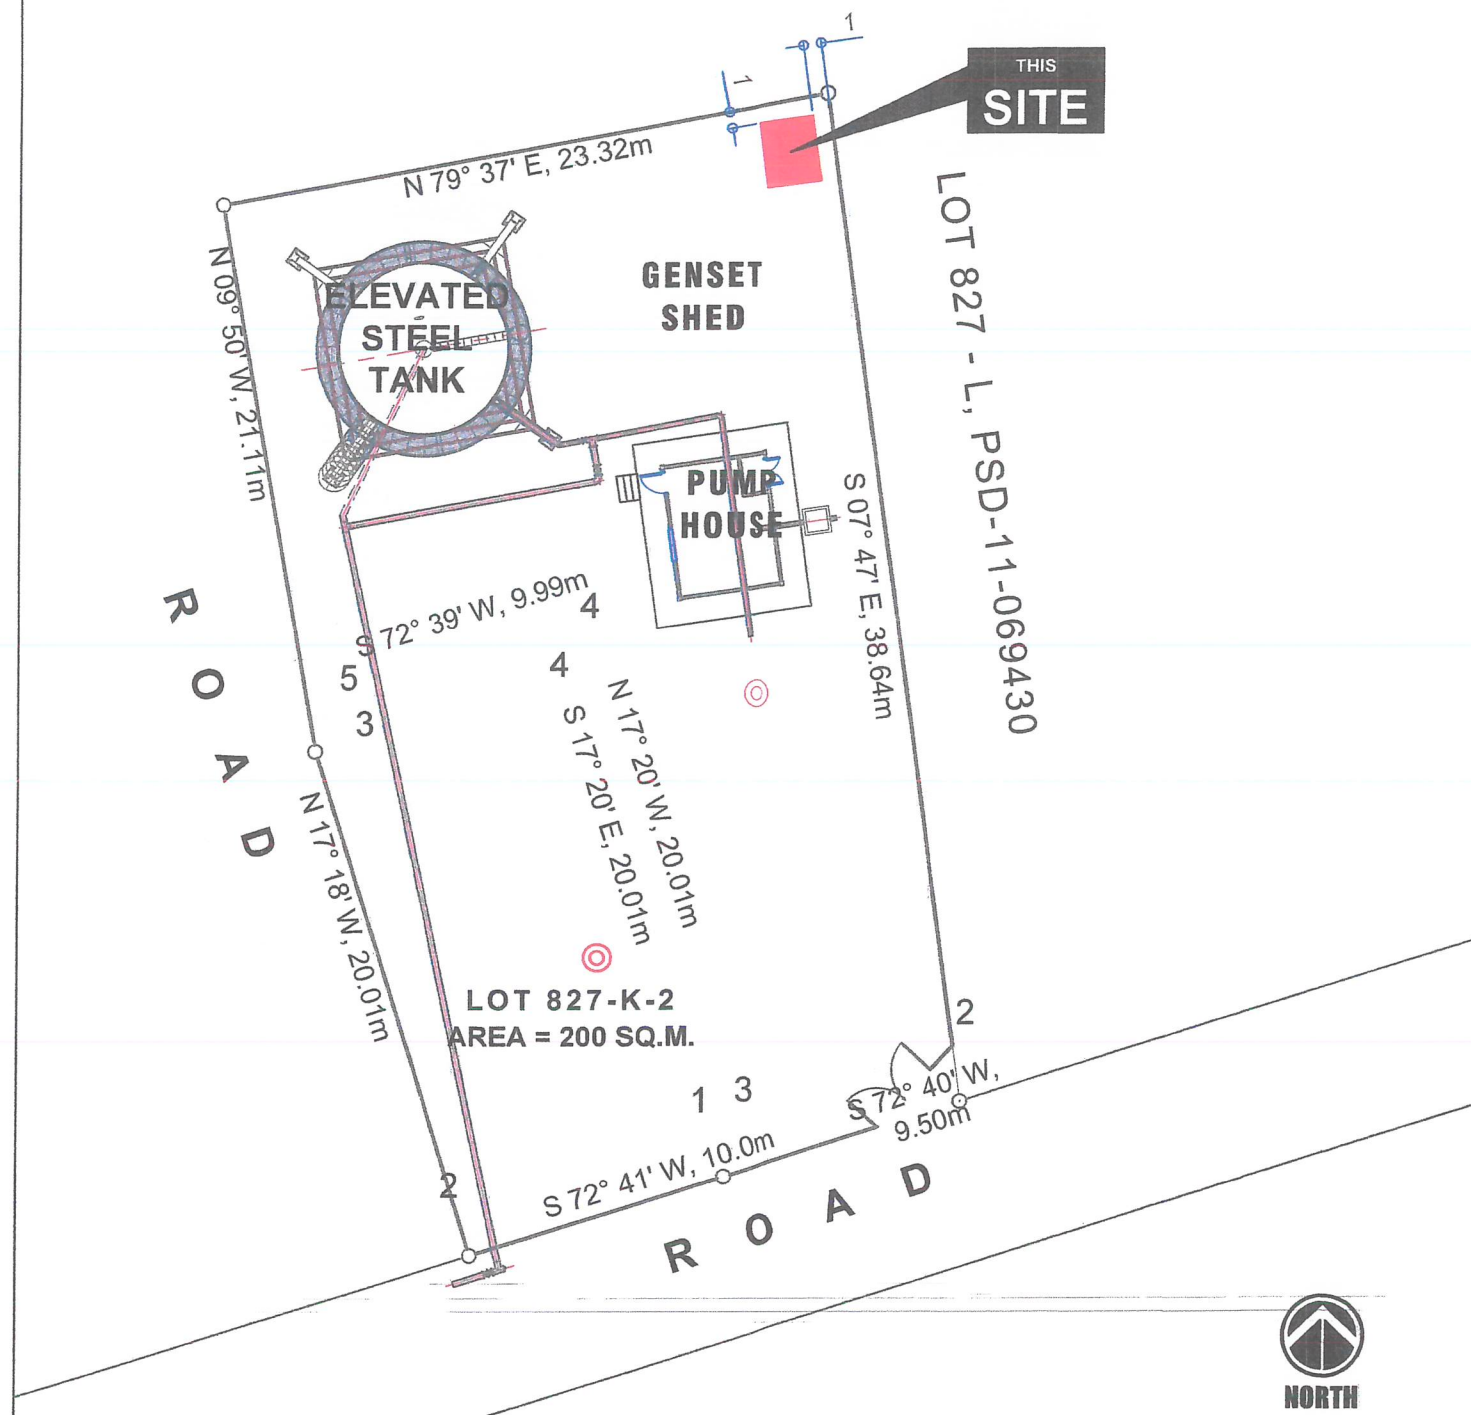 1
1
THIS
SITE
N 79° 37' E, 23.32m
LOT 827 - L, PSD-11-069430
N 09° 50' W, 21.11m
ELEVATED
STEEL
TANK
GENSET
SHED
PUMP
HOUSE
S 07° 47' E, 38.64m
S 72° 39' W, 9.99m
4
4
5
3
N 17° 20' W, 20.01m
S 17° 20' E, 20.01m
ROAD
N 17° 18' W, 20.01m
LOT 827-K-2
AREA = 200 SQ.M.
2
1 3
S 72° 40' W,
9.50m
S 72° 41' W, 10.0m
2
ROAD
NORTH